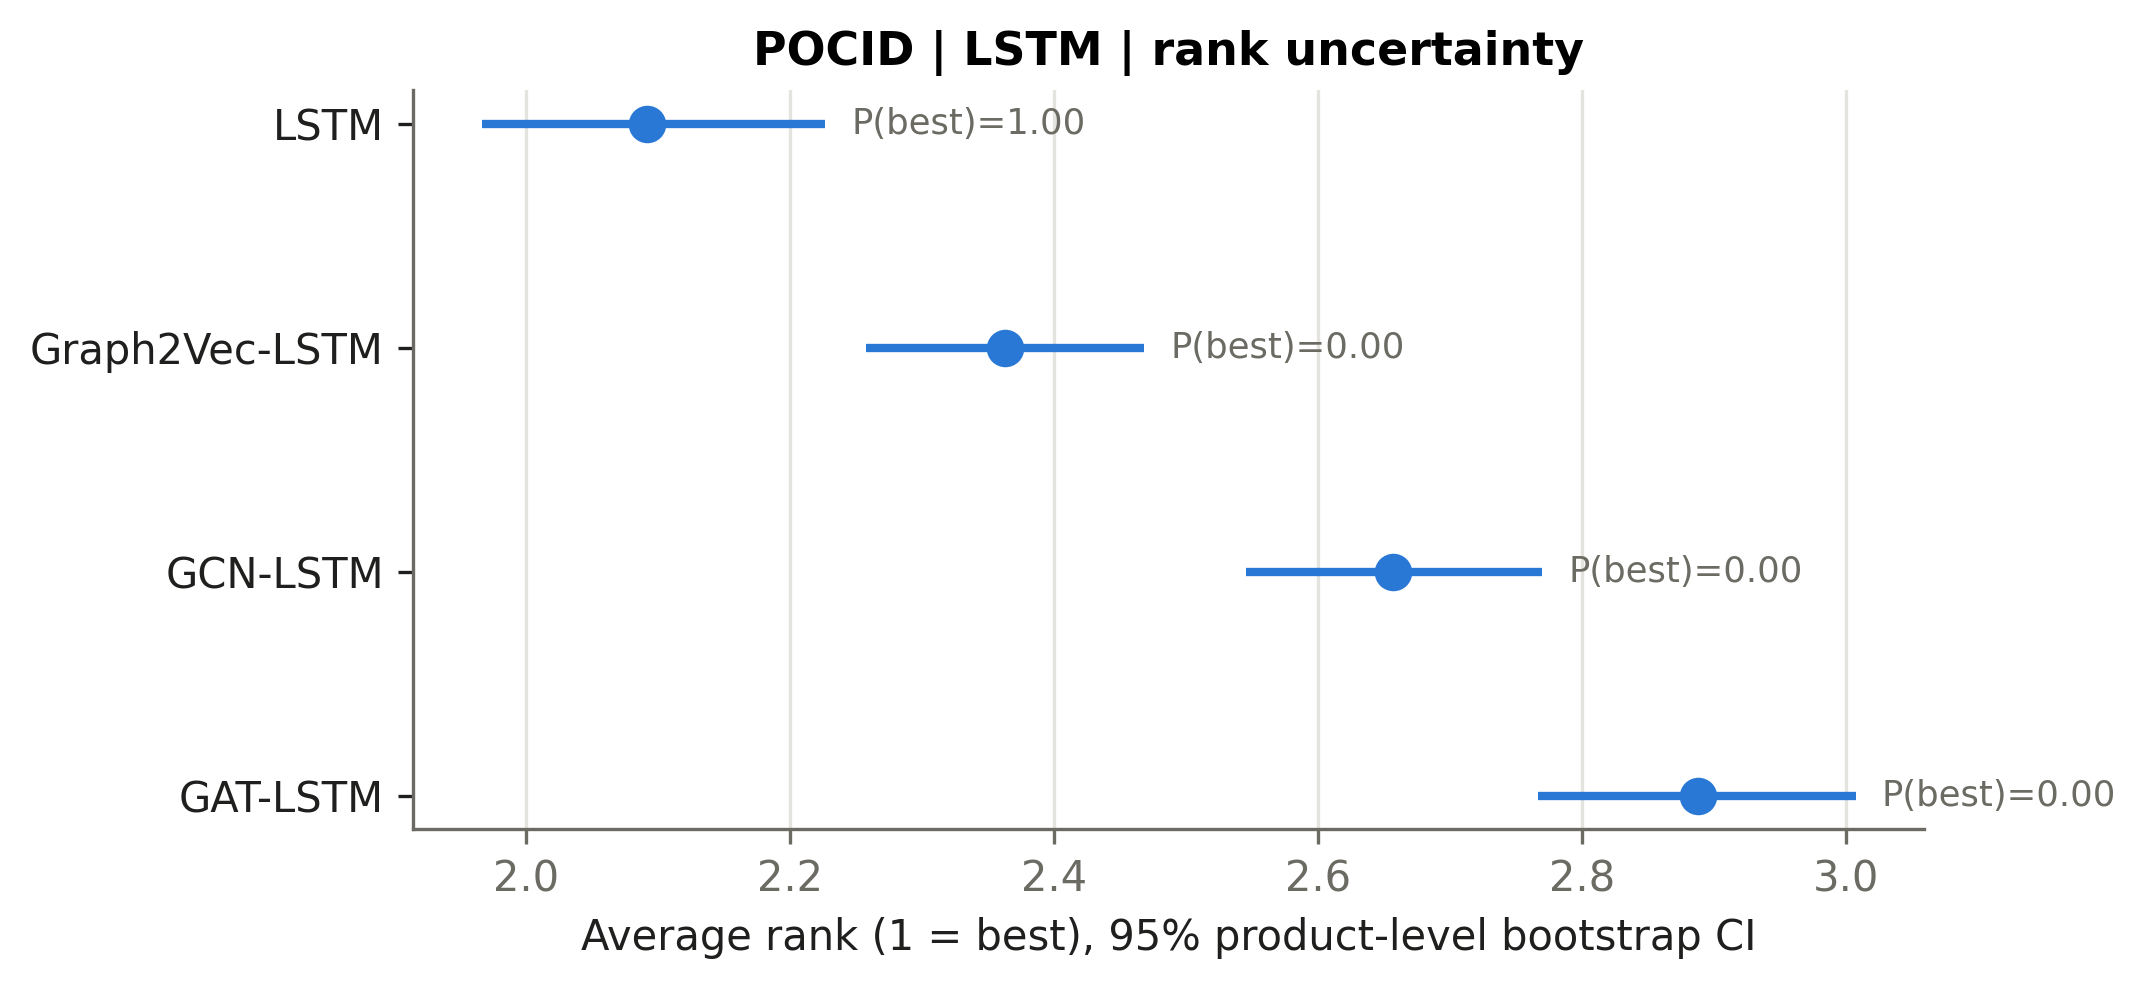 POCID | LSTM | rank uncertainty
LSTM
P(best)=1.00
Graph2Vec-LSTM
P(best)=0.00
GCN-LSTM
P(best)=0.00
GAT-LSTM
P(best)=0.00
2.0 2.2 2.4 2.6 2.8 3.0
Average rank (1 = best), 95% product-level bootstrap CI